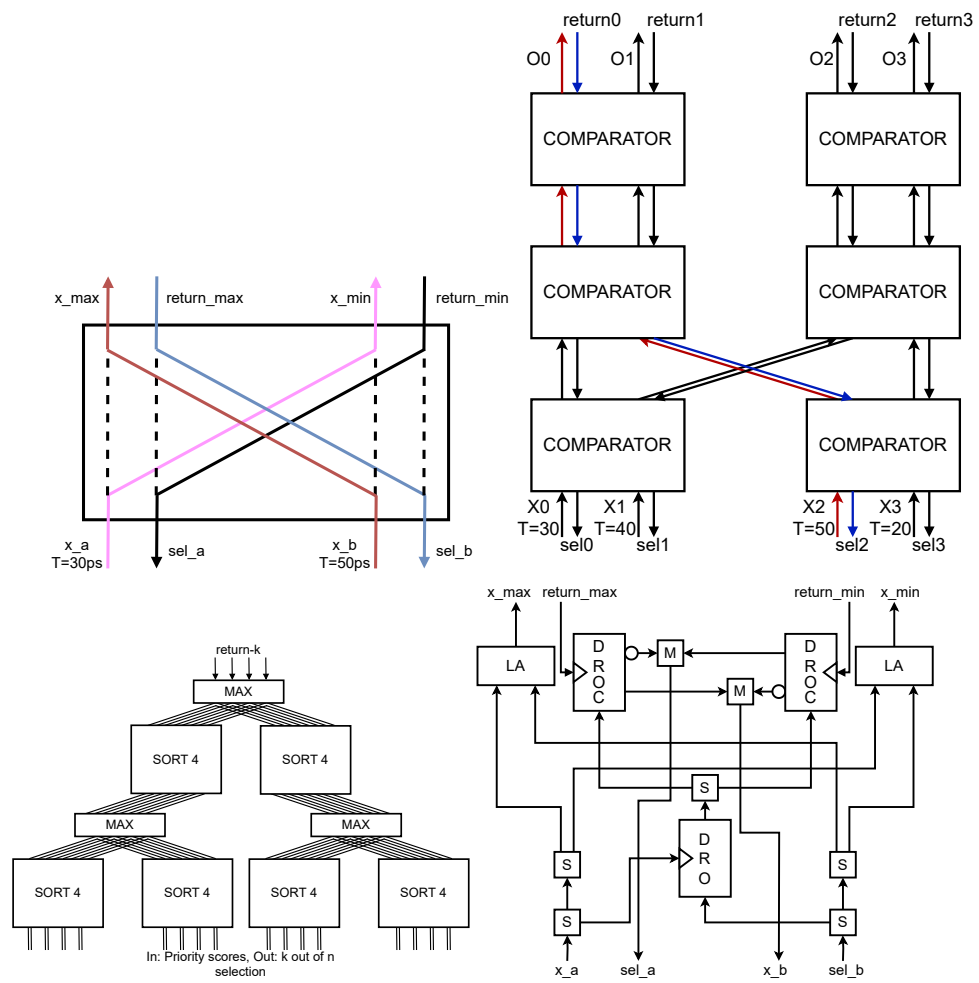 return0 return1 return2 return3
O0 O1 O2 O3
COMPARATOR COMPARATOR
COMPARATOR COMPARATOR
COMPARATOR COMPARATOR
X0 X1 X2 X3
T=30 T=40 T=50 T=20
sel0 sel1 sel2 sel3
x_max return_max x_min return_min
x_a sel_a x_b sel_b
T=30ps T=50ps
return-k
MAX
SORT 4 SORT 4
MAX MAX
SORT 4 SORT 4 SORT 4 SORT 4
In: Priority scores, Out: k out of n
selection
x_max return_max return_min x_min
LA
D
R
O
C
M
M
D
R
O
C
LA
S
D
R
O
S
S
S
S
x_a sel_a x_b sel_b